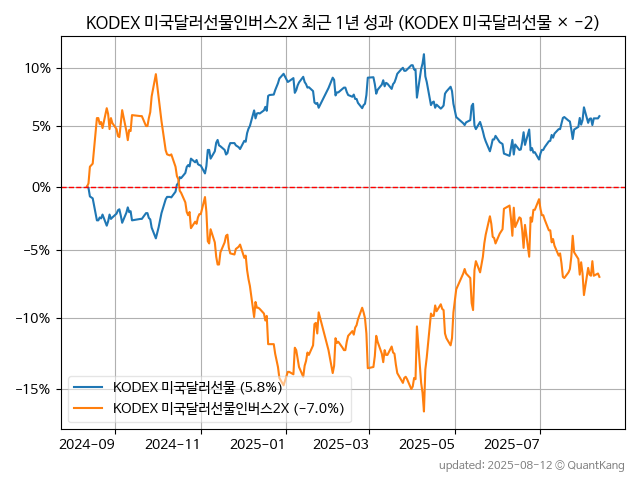 KODEX 미국달러선물인버스2X 최근 1년 성과 (KODEX 미국달러선물 × −2)
10%
5%
0%
−5%
−10%
−15%
KODEX 미국달러선물 (5.8%)
KODEX 미국달러선물인버스2X (−7.0%)
2024-09 2024-11 2025-01 2025-03 2025-05 2025-07
updated: 2025-08-12 © QuantKang